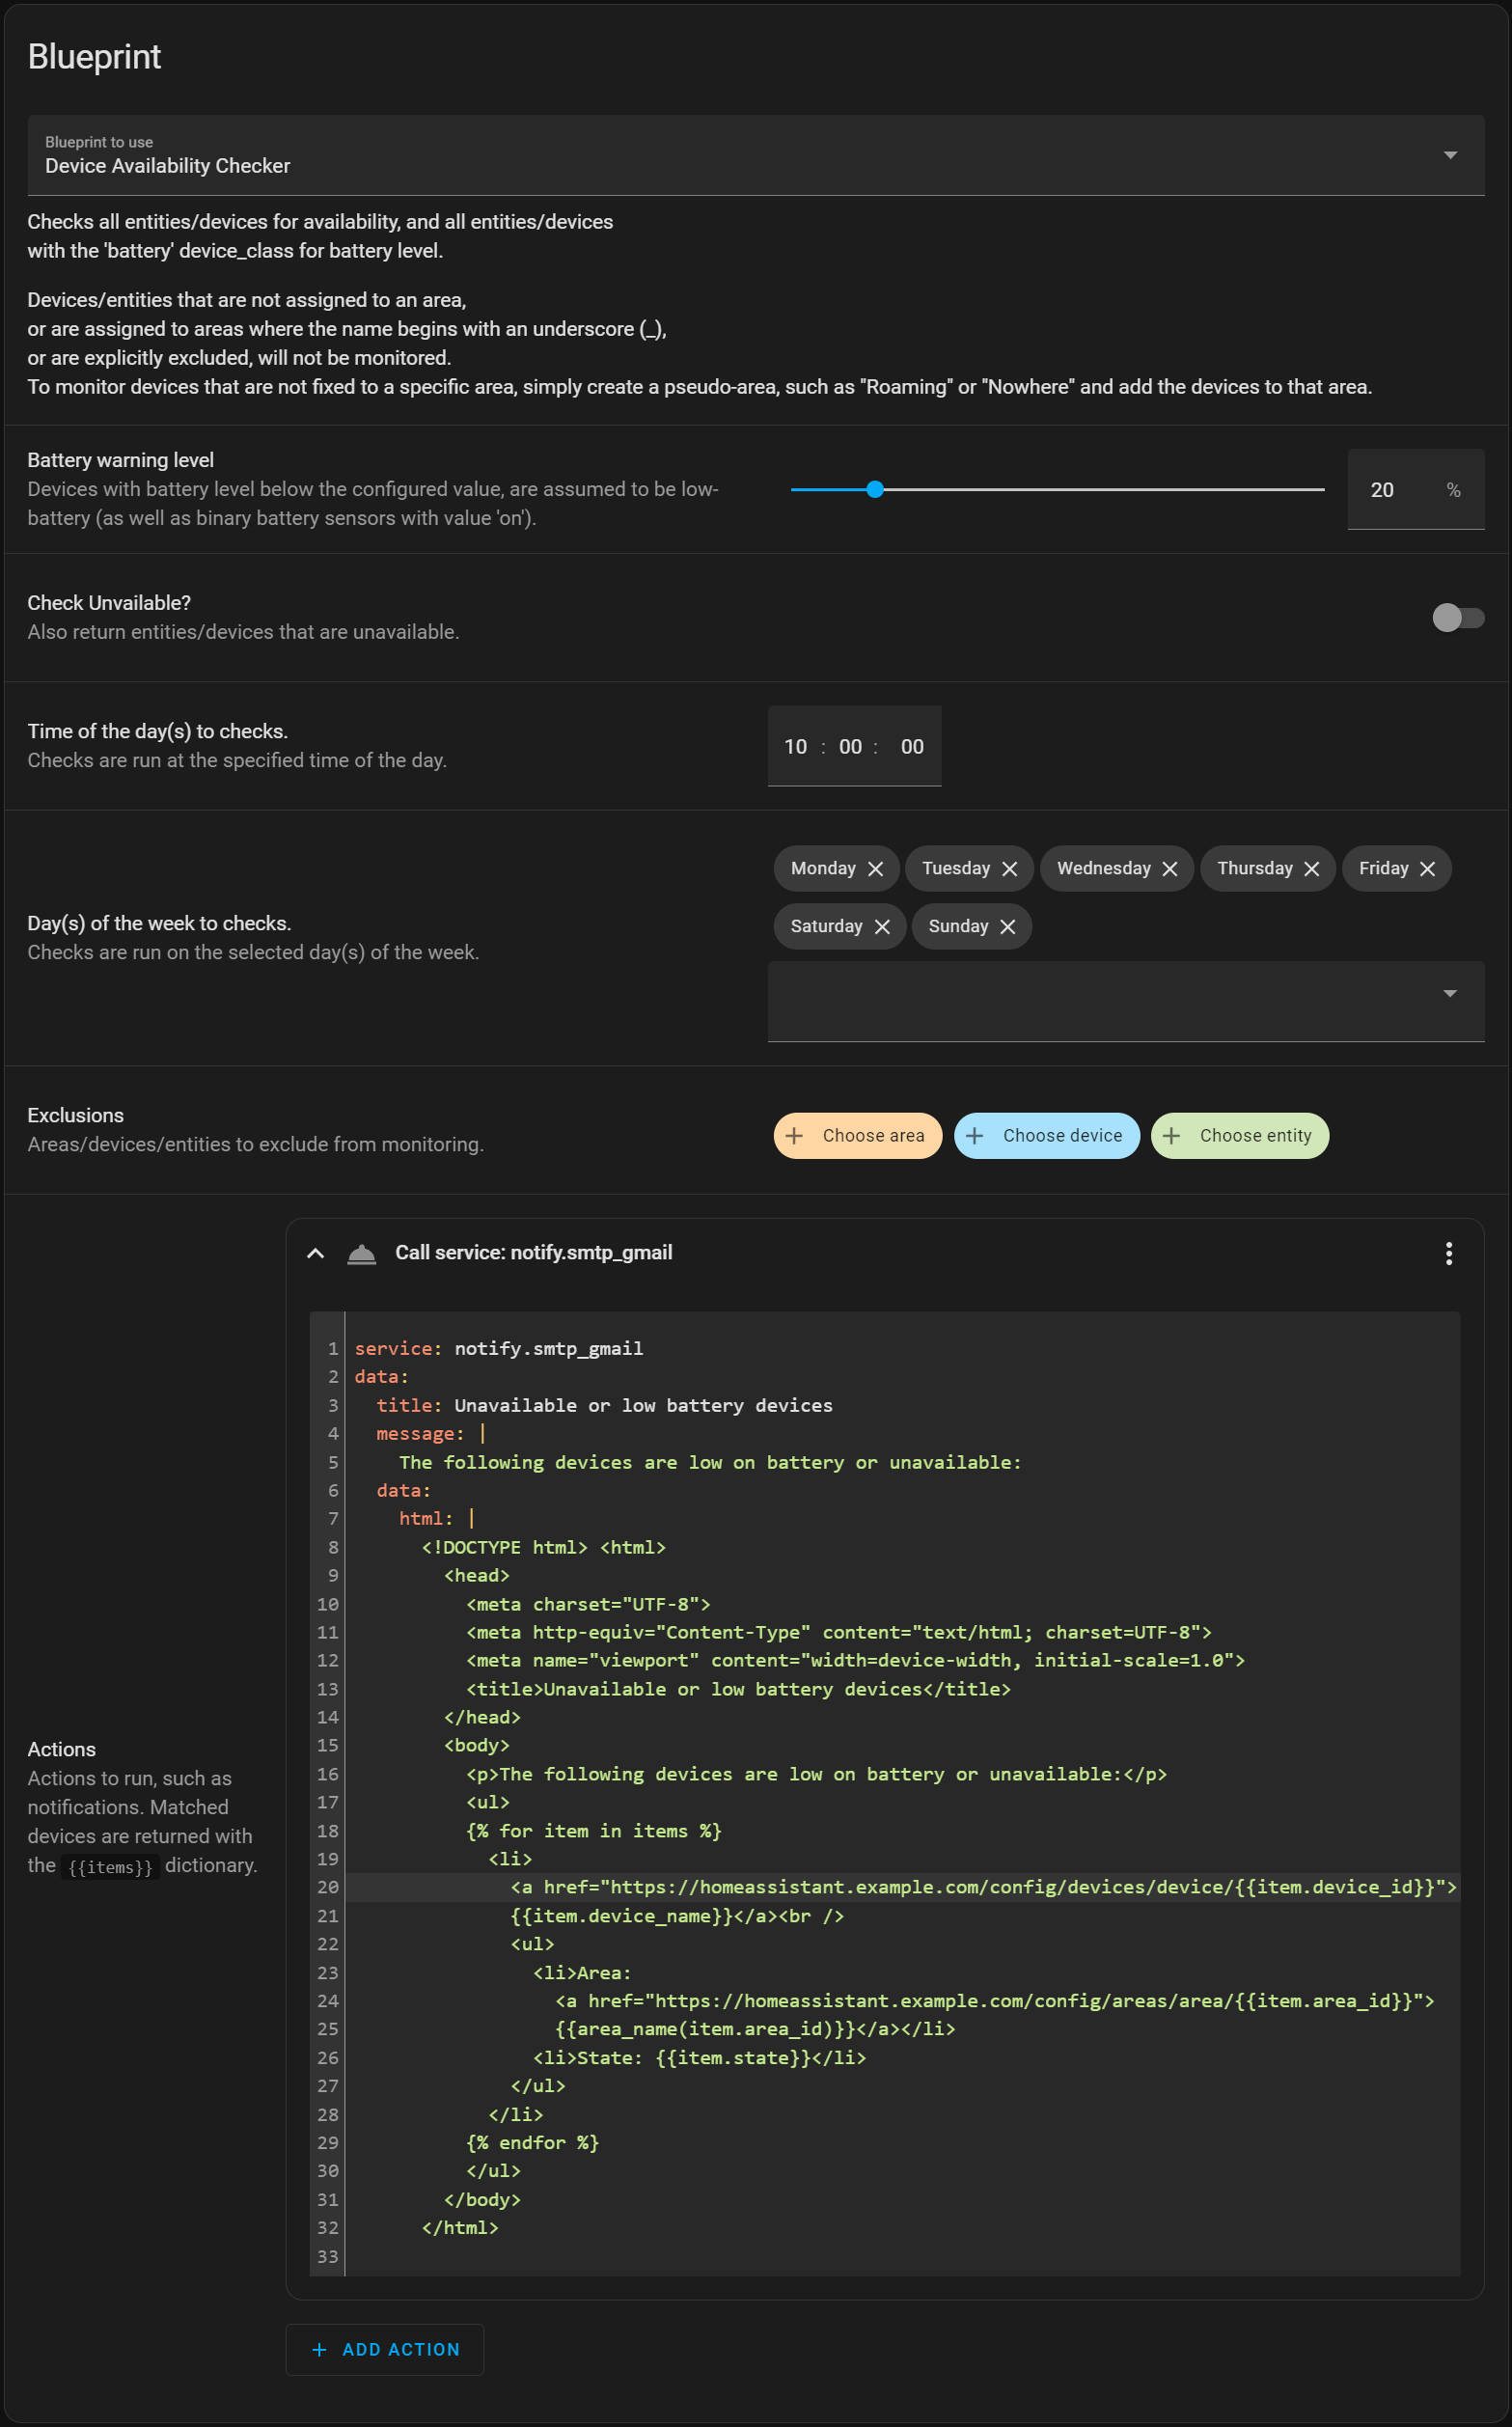 Blueprint
Blueprint to use
Device Availability Checker
Checks all entities/devices for availability, and all entities/devices
with the 'battery' device_class for battery level.
Devices/entities that are not assigned to an area,
or are assigned to areas where the name begins with an underscore (_),
or are explicitly excluded, will not be monitored.
To monitor devices that are not fixed to a specific area, simply create a pseudo-area, such as "Roaming" or "Nowhere" and add the devices to that area.
Battery warning level
Devices with battery level below the configured value, are assumed to be low-
battery (as well as binary battery sensors with value 'on').
20 %
Check Unvailable?
Also return entities/devices that are unavailable.
Time of the day(s) to checks.
Checks are run at the specified time of the day.
10 : 00 : 00
Day(s) of the week to checks.
Checks are run on the selected day(s) of the week.
Monday Tuesday Wednesday Thursday Friday
Saturday Sunday
Exclusions
Areas/devices/entities to exclude from monitoring.
+ Choose area + Choose device + Choose entity
Actions
Actions to run, such as
notifications. Matched
devices are returned with
the {{items}} dictionary.
Call service: notify.smtp_gmail
1 service: notify.smtp_gmail
2 data:
3   title: Unavailable or low battery devices
4   message: |
5     The following devices are low on battery or unavailable:
6   data:
7     html: |
8       <!DOCTYPE html> <html>
9         <head>
10           <meta charset="UTF-8">
11           <meta http-equiv="Content-Type" content="text/html; charset=UTF-8">
12           <meta name="viewport" content="width=device-width, initial-scale=1.0">
13           <title>Unavailable or low battery devices</title>
14         </head>
15         <body>
16           <p>The following devices are low on battery or unavailable:</p>
17           <ul>
18           {% for item in items %}
19             <li>
20               <a href="https://homeassistant.example.com/config/devices/device/{{item.device_id}}">
21               {{item.device_name}}</a><br />
22               <ul>
23                 <li>Area:
24                   <a href="https://homeassistant.example.com/config/areas/area/{{item.area_id}}">
25                   {{area_name(item.area_id)}}</a></li>
26                 <li>State: {{item.state}}</li>
27               </ul>
28             </li>
29           {% endfor %}
30           </ul>
31         </body>
32       </html>
33
+ ADD ACTION